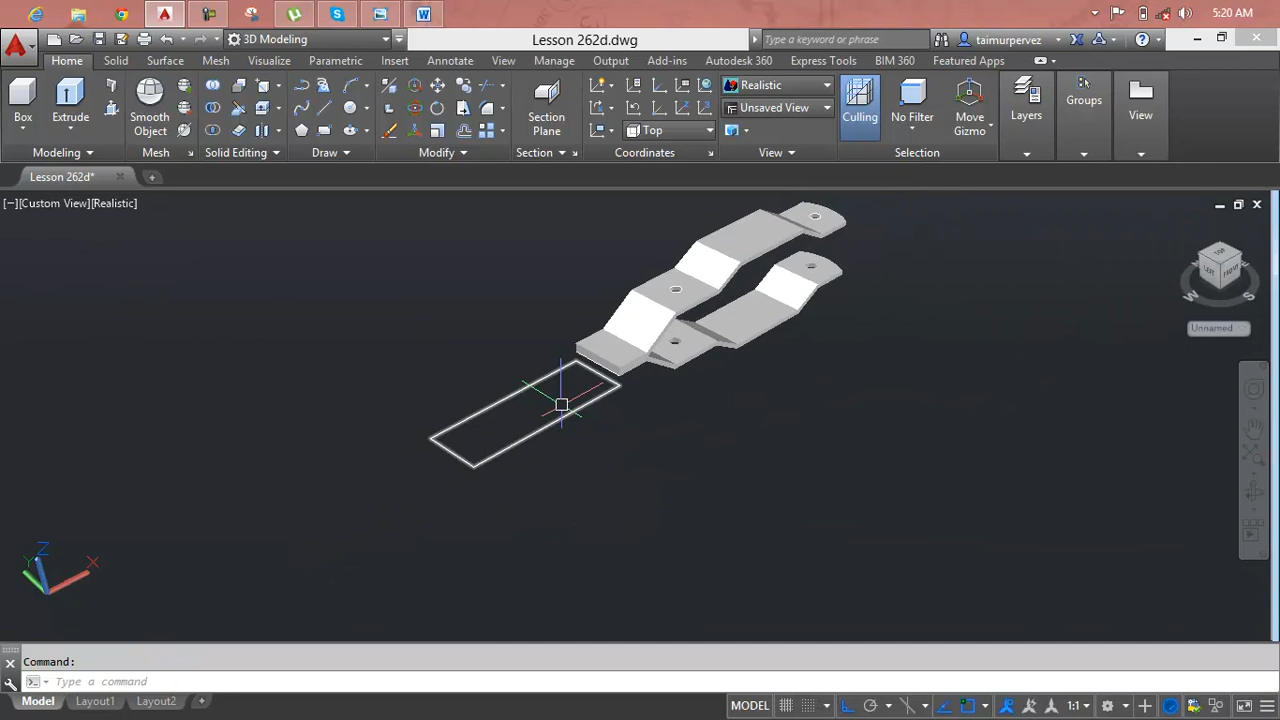 5:20 AM
3D Modeling
Lesson 262d.dwg
Type a keyword or phrase
taimurpervez
Home Solid Surface Mesh Visualize Parametric Insert Annotate View Manage Output Add-ins Autodesk 360 Express Tools BIM 360 Featured Apps
Box
Extrude
Smooth Object
Section Plane
Realistic
Unsaved View
Top
Culling
No Filter
Move Gizmo
Layers
Groups
View
Modeling Mesh Solid Editing Draw Modify Section Coordinates View Selection
Lesson 262d*
[−][Custom View][Realistic]
TOP
LEFT
FRONT
W
S
Unnamed
Z
Y
X
Command:
Type a command
Model Layout1 Layout2
MODEL
1:1